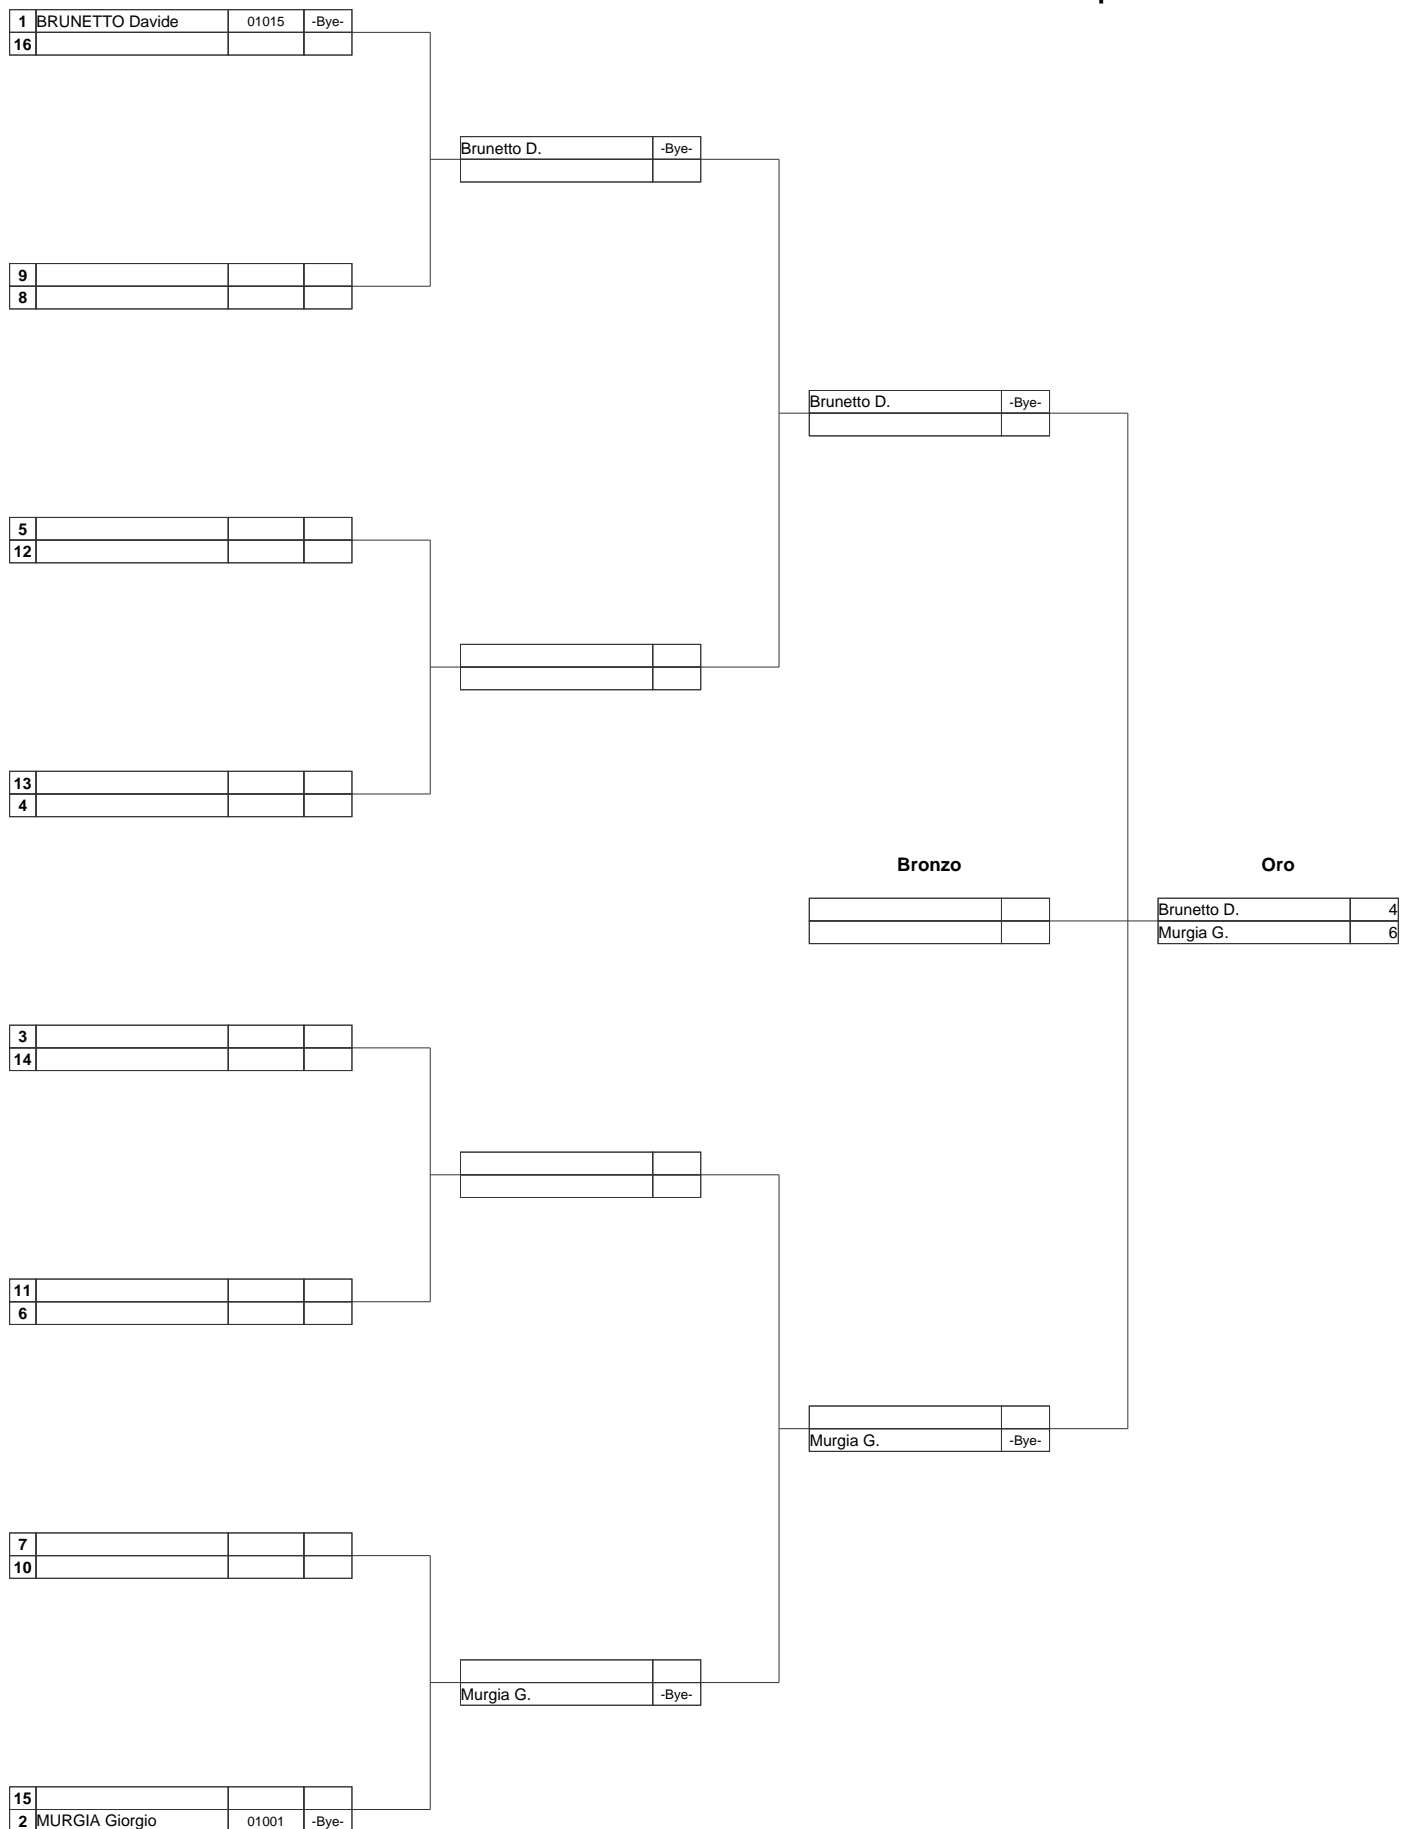 1 BRUNETTO Davide 01015 -Bye-
16
Brunetto D. -Bye-
9
8
Brunetto D. -Bye-
5
12
13
4
Bronzo Oro
Brunetto D. 4
Murgia G. 6
3
14
11
6
Murgia G. -Bye-
7
10
Murgia G. -Bye-
15
2 MURGIA Giorgio 01001 -Bye-